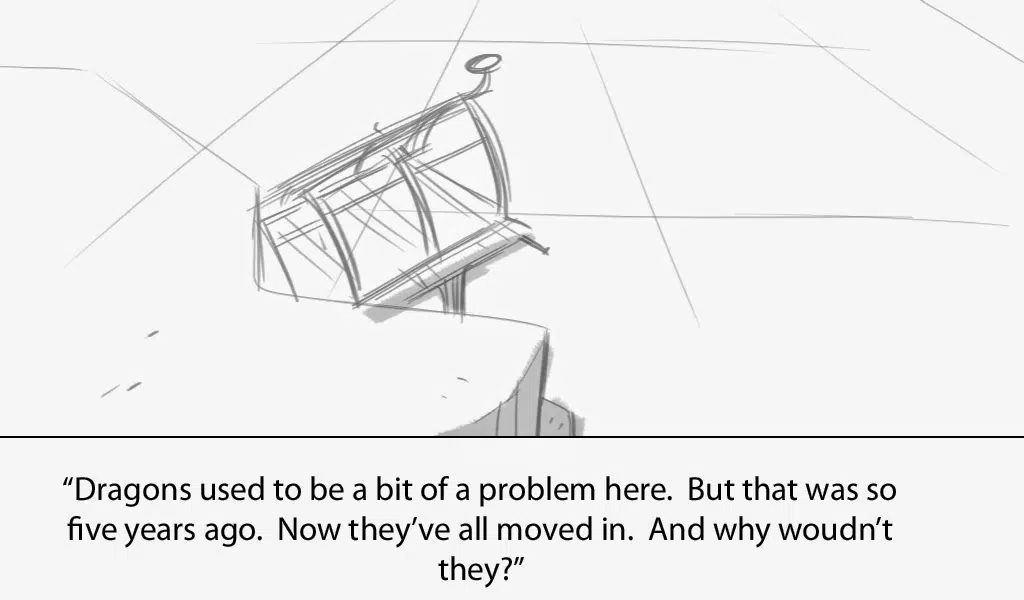 “Dragons used to be a bit of a problem here.  But that was so
five years ago.  Now they’ve all moved in.  And why woudn’t
they?”